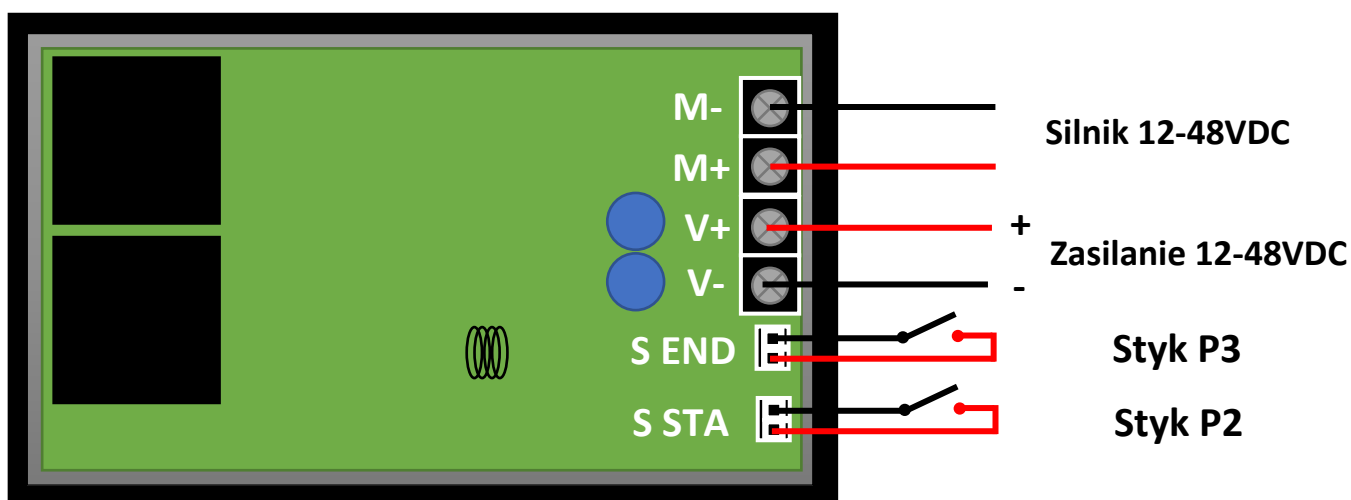 M-
Silnik 12-48VDC
M+
V+
+
Zasilanie 12-48VDC
V-
-
S END
Styk P3
S STA
Styk P2